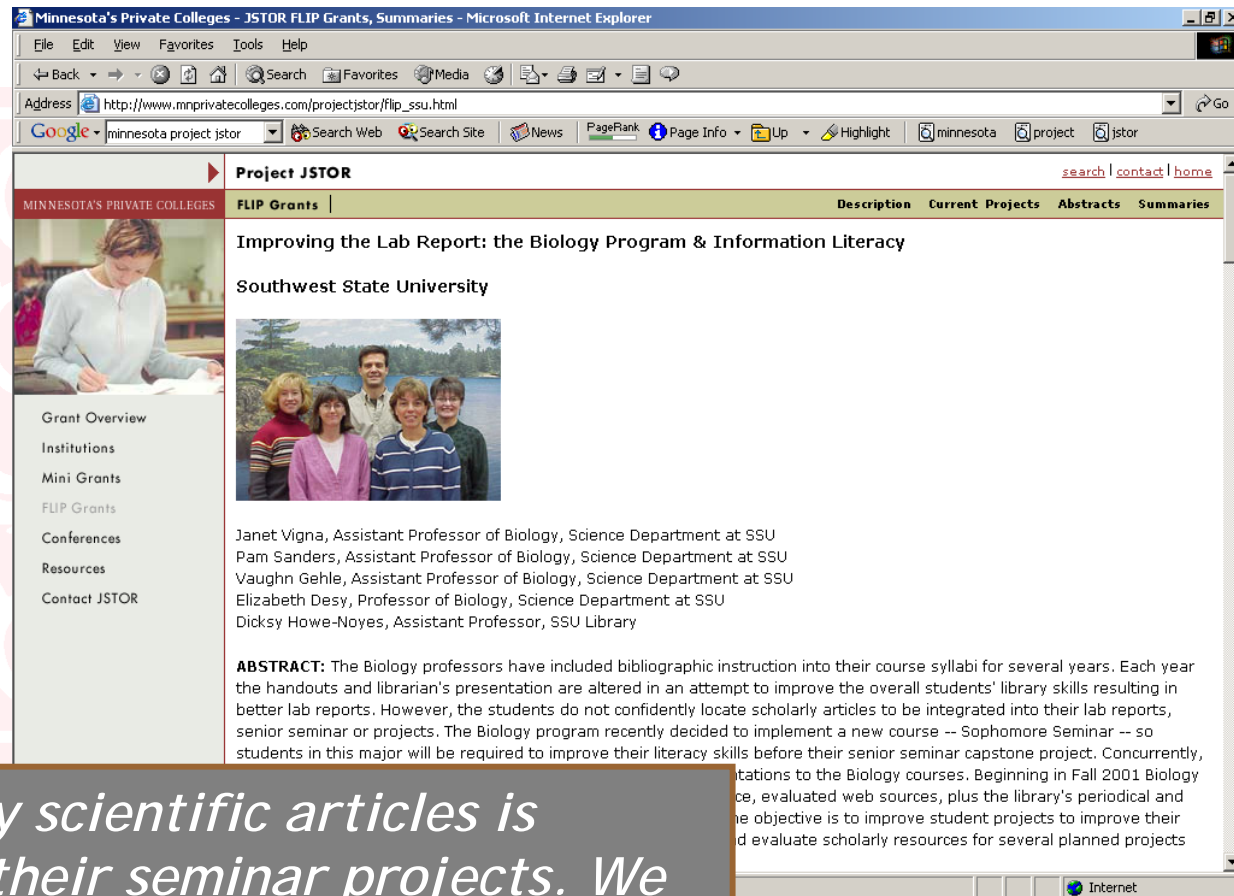 Minnesota's Private Colleges - JSTOR FLIP Grants, Summaries - Microsoft Internet Explorer
File Edit View Favorites Tools Help
Back Search Favorites Media
Address http://www.mnprivatecolleges.com/projectjstor/flip_ssu.html Go
Google minnesota project jstor Search Web Search Site News PageRank Page Info Up Highlight minnesota project jstor
Project JSTOR search | contact | home
MINNESOTA'S PRIVATE COLLEGES FLIP Grants | Description Current Projects Abstracts Summaries
Improving the Lab Report: the Biology Program & Information Literacy
Southwest State University
Grant Overview
Institutions
Mini Grants
FLIP Grants
Conferences
Resources
Contact JSTOR
Janet Vigna, Assistant Professor of Biology, Science Department at SSU
Pam Sanders, Assistant Professor of Biology, Science Department at SSU
Vaughn Gehle, Assistant Professor of Biology, Science Department at SSU
Elizabeth Desy, Professor of Biology, Science Department at SSU
Dicksy Howe-Noyes, Assistant Professor, SSU Library
ABSTRACT: The Biology professors have included bibliographic instruction into their course syllabi for several years. Each year
the handouts and librarian's presentation are altered in an attempt to improve the overall students' library skills resulting in
better lab reports. However, the students do not confidently locate scholarly articles to be integrated into their lab reports,
senior seminar or projects. The Biology program recently decided to implement a new course -- Sophomore Seminar -- so
students in this major will be required to improve their literacy skills before their senior seminar capstone project. Concurrently,
tations to the Biology courses. Beginning in Fall 2001 Biology
ce, evaluated web sources, plus the library's periodical and
e objective is to improve student projects to improve their
d evaluate scholarly resources for several planned projects
y scientific articles is
their seminar projects. We
Internet